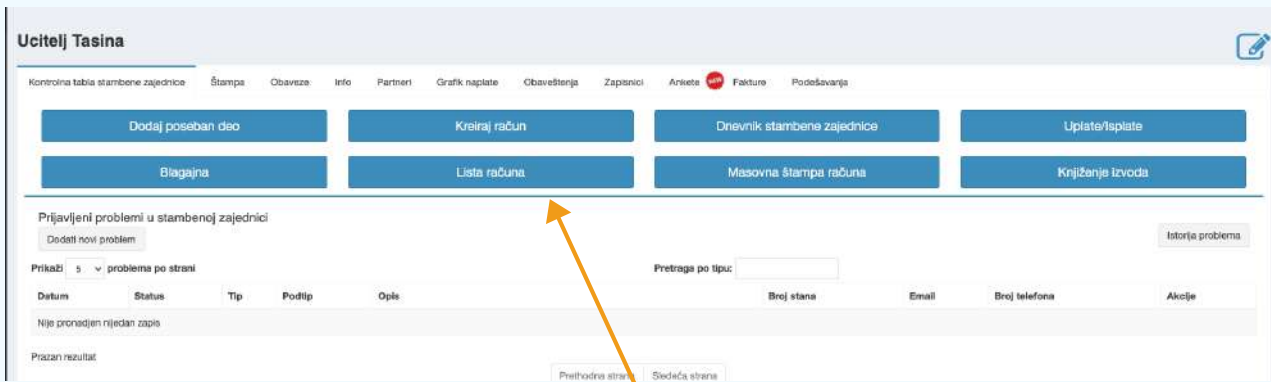 Ucitelj Tasina
Kontrolna tabla stambene zajednice Štampa Obaveze Info Partneri Grafik naplate Obaveštenja Zapisnici Ankete NEW Fakture Podešavanja
Dodaj poseban deo Kreiraj račun Dnevnik stambene zajednice Uplate/Isplate
Blagajna Lista računa Masovna štampa računa Knjiženje izvoda
Prijavljeni problemi u stambenoj zajednici
Dodati novi problem Istorija problema
Prikaži 5 problema po strani Pretraga po tipu:
Datum Status Tip Podtip Opis Broj stana Email Broj telefona Akcije
Nije pronadjen nijedan zapis
Prazan rezultat
Prethodna strana Sledeća strana